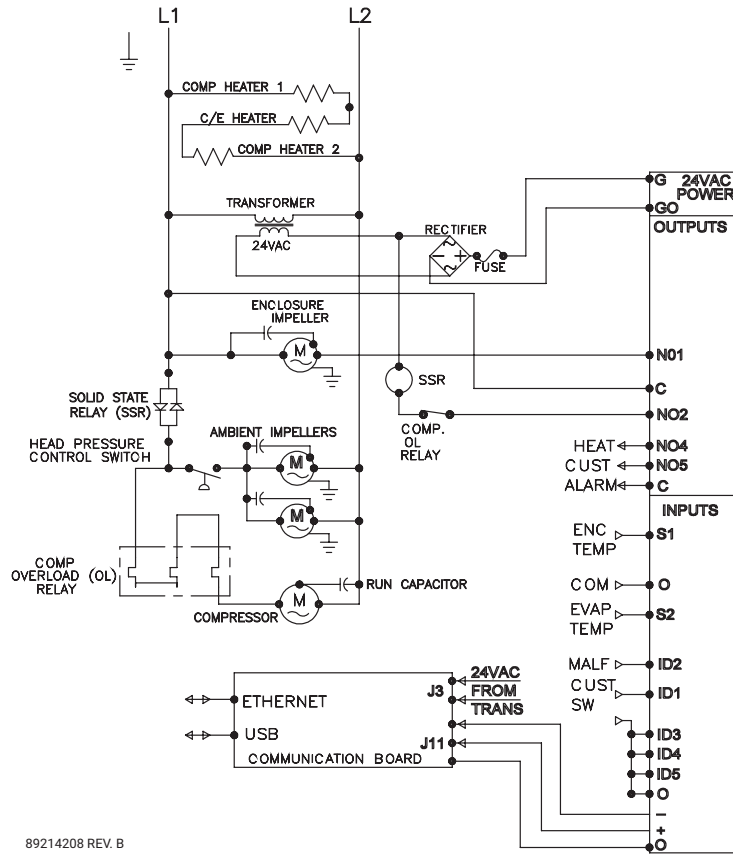 L1
L2
COMP HEATER 1
C/E HEATER
COMP HEATER 2
TRANSFORMER
24VAC
RECTIFIER
FUSE
G 24VAC
POWER
GO
OUTPUTS
ENCLOSURE
IMPELLER
M
N01
SSR
C
SOLID STATE
RELAY (SSR)
NO2
COMP.
OL
RELAY
HEAD PRESSURE
CONTROL SWITCH
AMBIENT IMPELLERS
M
M
HEAT NO4
CUST NO5
ALARM C
INPUTS
ENC
TEMP
S1
COMP
OVERLOAD (OL)
RELAY
COM O
RUN CAPACITOR
M
COMPRESSOR
EVAP
TEMP
S2
MALF ID2
CUST
SW
ID1
ID3
ID4
ID5
O
-
+
O
J3
24VAC
FROM
TRANS
ETHERNET
USB
J11
COMMUNICATION BOARD
89214208 REV. B